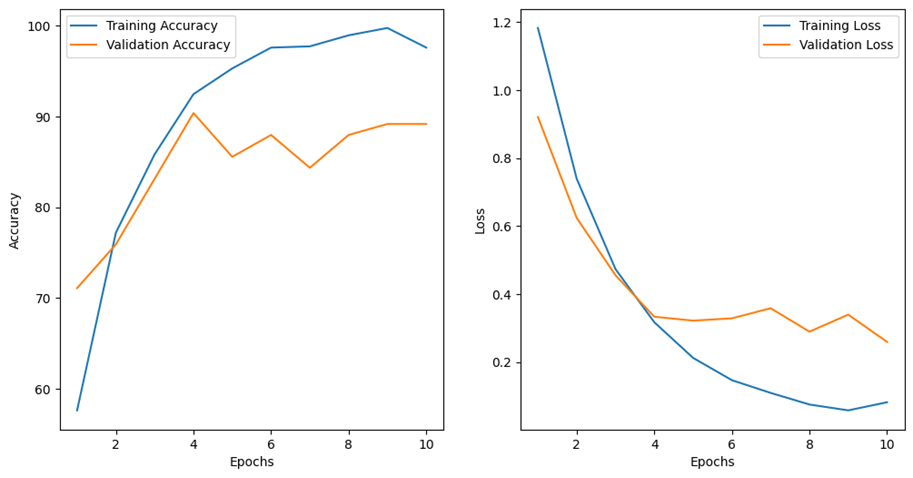 Training Accuracy
Validation Accuracy
100
90
80
70
60
Accuracy
2 4 6 8 10
Epochs
Training Loss
Validation Loss
1.2
1.0
0.8
0.6
0.4
0.2
Loss
2 4 6 8 10
Epochs